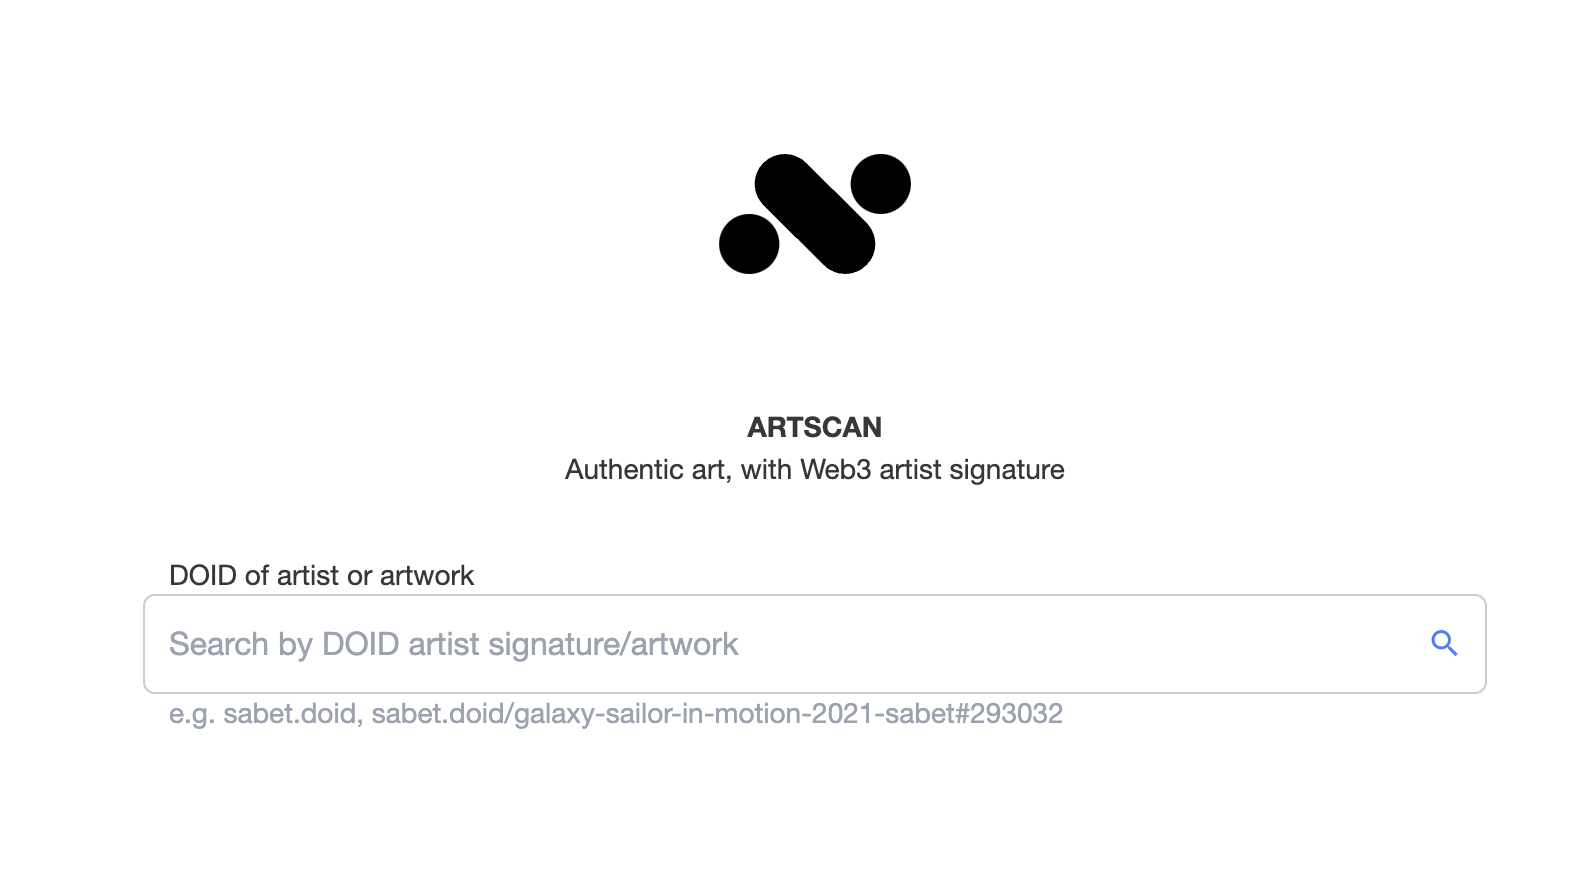 ARTSCAN
Authentic art, with Web3 artist signature
DOID of artist or artwork
Search by DOID artist signature/artwork
e.g. sabet.doid, sabet.doid/galaxy-sailor-in-motion-2021-sabet#293032